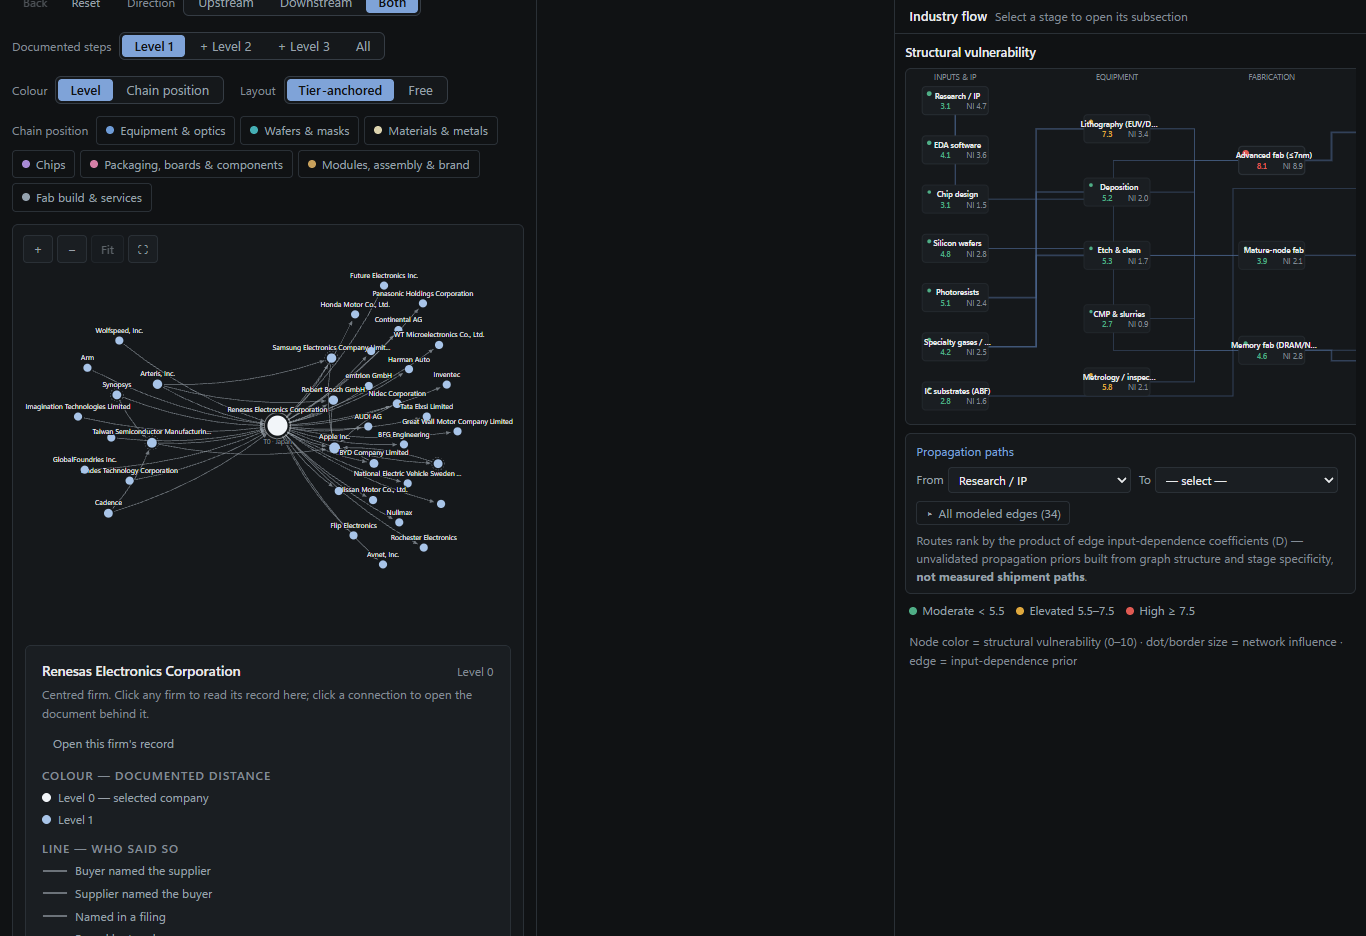 Back Reset Direction Upstream Downstream Both
Documented steps Level 1 + Level 2 + Level 3 All
Colour Level Chain position Layout Tier-anchored Free
Chain position Equipment & optics Wafers & masks Materials & metals
Chips Packaging, boards & components Modules, assembly & brand
Fab build & services
+ − Fit
Future Electronics Inc.
Panasonic Holdings Corporation
Honda Motor Co., Ltd.
Continental AG
Wolfspeed, Inc.
WT Microelectronics Co., Ltd.
Samsung Electronics Company Limit...
Arm
Harman Auto
Arteris, Inc.
emtrion GmbH
Inventec
Synopsys
Robert Bosch GmbH
Nidec Corporation
Imagination Technologies Limited
Renesas Electronics Corporation
Tata Elxsi Limited
AUDI AG
Great Wall Motor Company Limited
Taiwan Semiconductor Manufacturin...
Apple Inc.
BFG Engineering
BYD Company Limited
GlobalFoundries Inc.
ades Technology Corporation
National Electric Vehicle Sweden ...
Nissan Motor Co., Ltd.
Cadence
Nullmax
Flip Electronics
Rochester Electronics
Avnet, Inc.
Renesas Electronics Corporation Level 0
Centred firm. Click any firm to read its record here; click a connection to open the
document behind it.
Open this firm's record
COLOUR — DOCUMENTED DISTANCE
Level 0 — selected company
Level 1
LINE — WHO SAID SO
Buyer named the supplier
Supplier named the buyer
Named in a filing
Industry flow Select a stage to open its subsection
Structural vulnerability
INPUTS & IP EQUIPMENT FABRICATION
Research / IP
3.1 NI 4.7
EDA software
4.1 NI 3.6
Chip design
3.1 NI 1.5
Silicon wafers
4.8 NI 2.8
Photoresists
5.1 NI 2.4
Specialty gases / ...
4.2 NI 2.5
IC substrates (ABF)
2.8 NI 1.6
Lithography (EUV/D...
7.3 NI 3.4
Deposition
5.2 NI 2.0
Etch & clean
5.3 NI 1.7
CMP & slurries
2.7 NI 0.9
Metrology / inspec...
5.8 NI 2.1
Advanced fab (≤7nm)
8.1 NI 8.9
Mature-node fab
3.9 NI 2.1
Memory fab (DRAM/N...
4.6 NI 2.8
Propagation paths
From Research / IP To — select —
▸ All modeled edges (34)
Routes rank by the product of edge input-dependence coefficients (D) —
unvalidated propagation priors built from graph structure and stage specificity,
not measured shipment paths.
Moderate < 5.5 Elevated 5.5–7.5 High ≥ 7.5
Node color = structural vulnerability (0–10) · dot/border size = network influence ·
edge = input-dependence prior